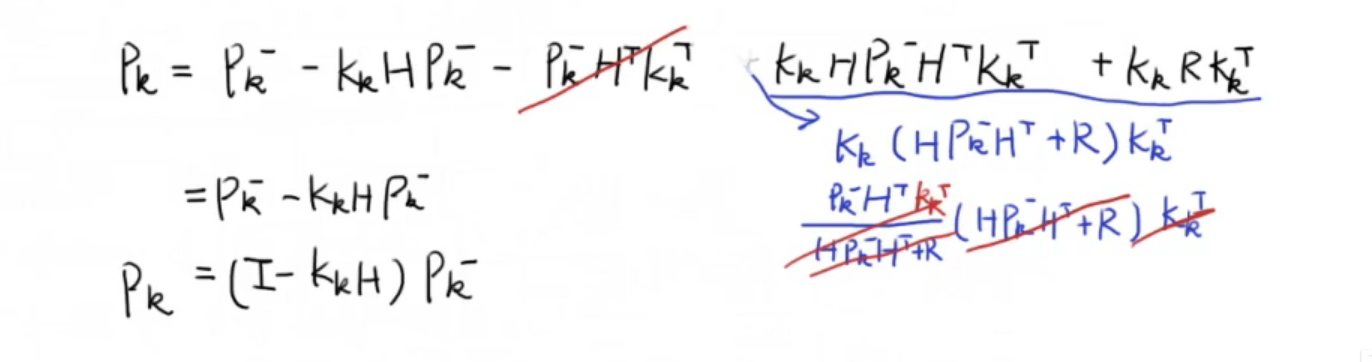 P_k = P_k^- - K_k H P_k^- - P_k^- H^T K_k^T + K_k H P_k^- H^T K_k^T + K_k R K_k^T
K_k (H P_k^- H^T + R) K_k^T
= P_k^- - K_k H P_k^-
P_k^- H^T K_k^T / H P_k^- H^T + R (H P_k^- H^T + R) K_k^T
P_k = (I - K_k H) P_k^-